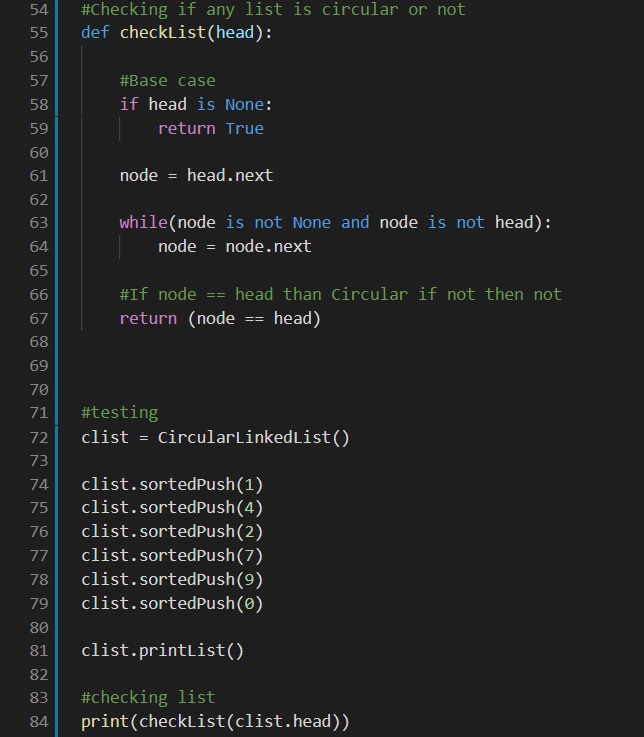 54 #Checking if any list is circular or not
55 def checkList(head):
56
57 #Base case
58 if head is None:
59 return True
60
61 node = head.next
62
63 while(node is not None and node is not head):
64 node = node.next
65
66 #If node == head than Circular if not then not
67 return (node == head)
68
69
70
71 #testing
72 clist = CircularLinkedList()
73
74 clist.sortedPush(1)
75 clist.sortedPush(4)
76 clist.sortedPush(2)
77 clist.sortedPush(7)
78 clist.sortedPush(9)
79 clist.sortedPush(0)
80
81 clist.printList()
82
83 #checking list
84 print(checkList(clist.head))